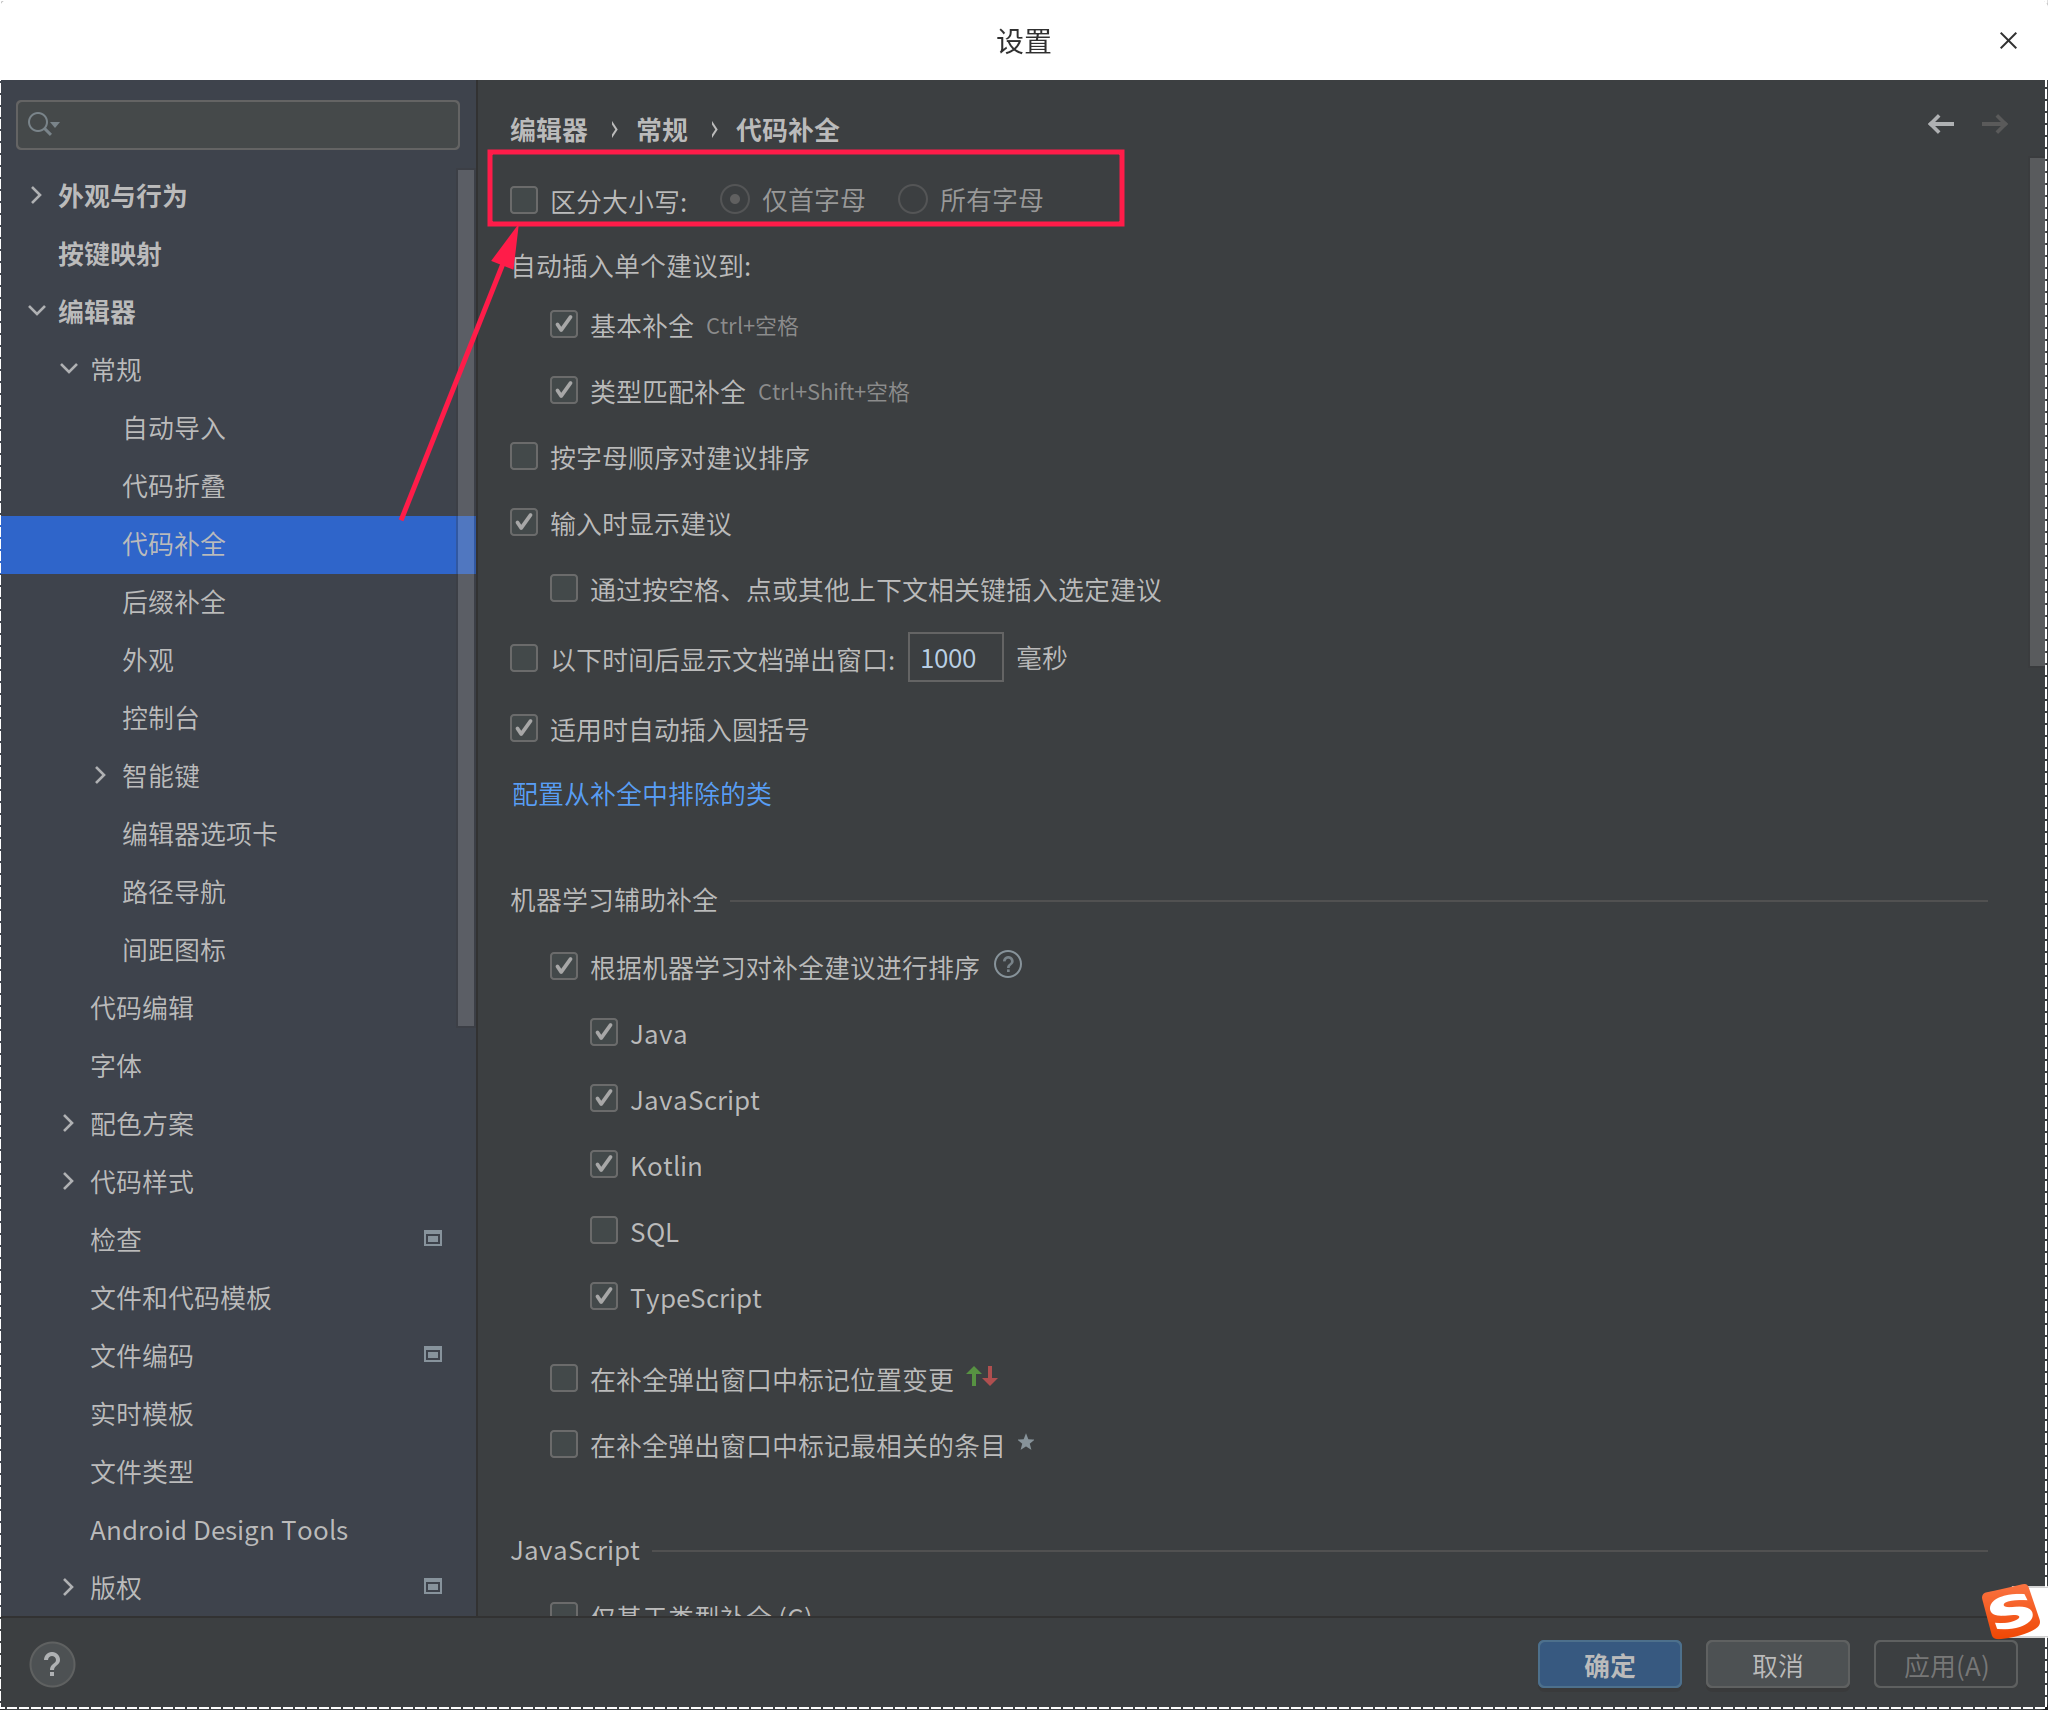 设置
外观与行为
按键映射
编辑器
常规
自动导入
代码折叠
代码补全
后缀补全
外观
控制台
智能键
编辑器选项卡
路径导航
间距图标
代码编辑
字体
配色方案
代码样式
检查
文件和代码模板
文件编码
实时模板
文件类型
Android Design Tools
版权
编辑器 › 常规 › 代码补全
区分大小写: 仅首字母 所有字母
自动插入单个建议到:
基本补全 Ctrl+空格
类型匹配补全 Ctrl+Shift+空格
按字母顺序对建议排序
输入时显示建议
通过按空格、点或其他上下文相关键插入选定建议
以下时间后显示文档弹出窗口: 1000 毫秒
适用时自动插入圆括号
配置从补全中排除的类
机器学习辅助补全
根据机器学习对补全建议进行排序 ?
Java
JavaScript
Kotlin
SQL
TypeScript
在补全弹出窗口中标记位置变更
在补全弹出窗口中标记最相关的条目
JavaScript
仅基于类型补全 (C)
? 确定 取消 应用(A)
S